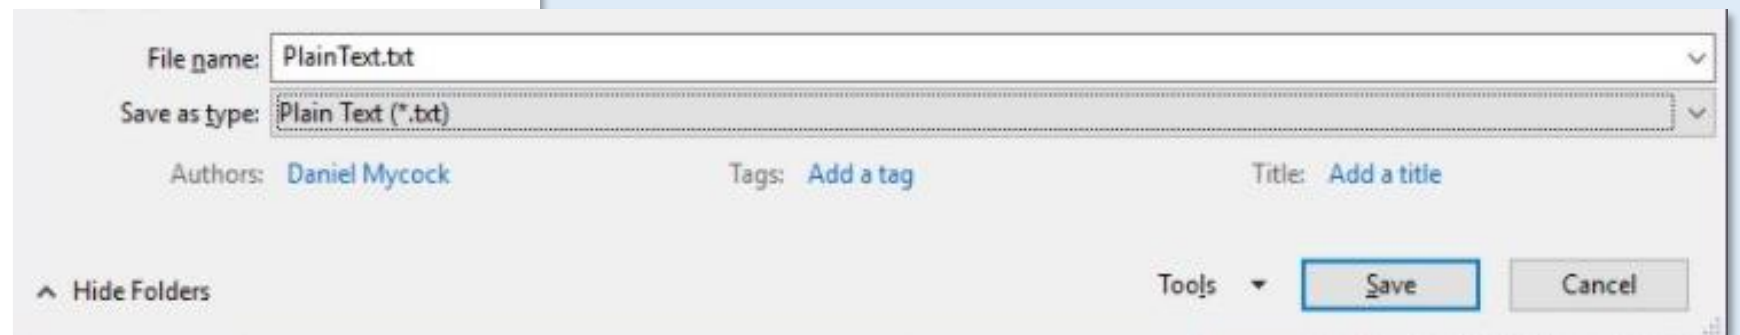 File name: PlainText.txt
Save as type: Plain Text (*.txt)
Authors: Daniel Mycock Tags: Add a tag Title: Add a title
Hide Folders Tools Save Cancel